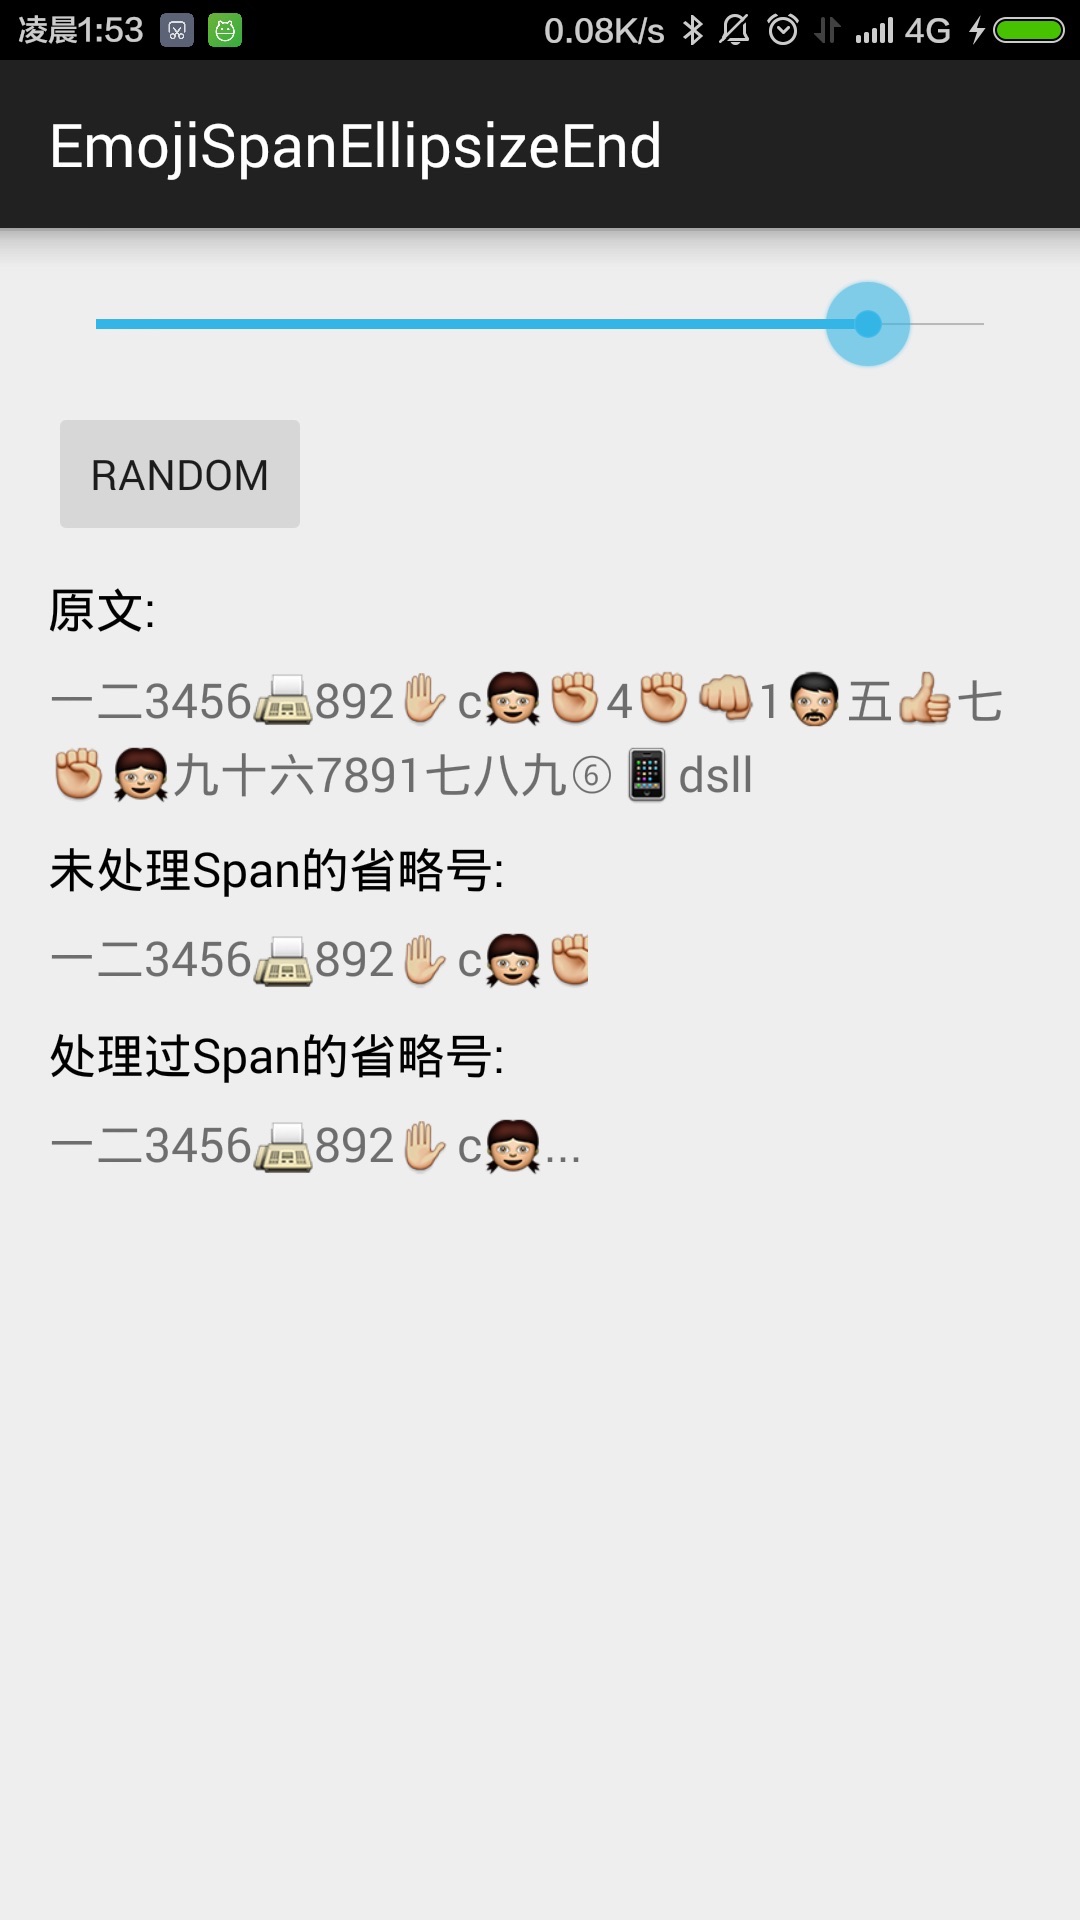 凌晨1:53 0.08K/s 4G
EmojiSpanEllipsizeEnd
RANDOM
原文:
一二3456📠892✋c👧✊4✊👊1👨五👍七
✊👧九十六7891七八九⑥📱dsll
未处理Span的省略号:
一二3456📠892✋c👧✊
处理过Span的省略号:
一二3456📠892✋c👧...